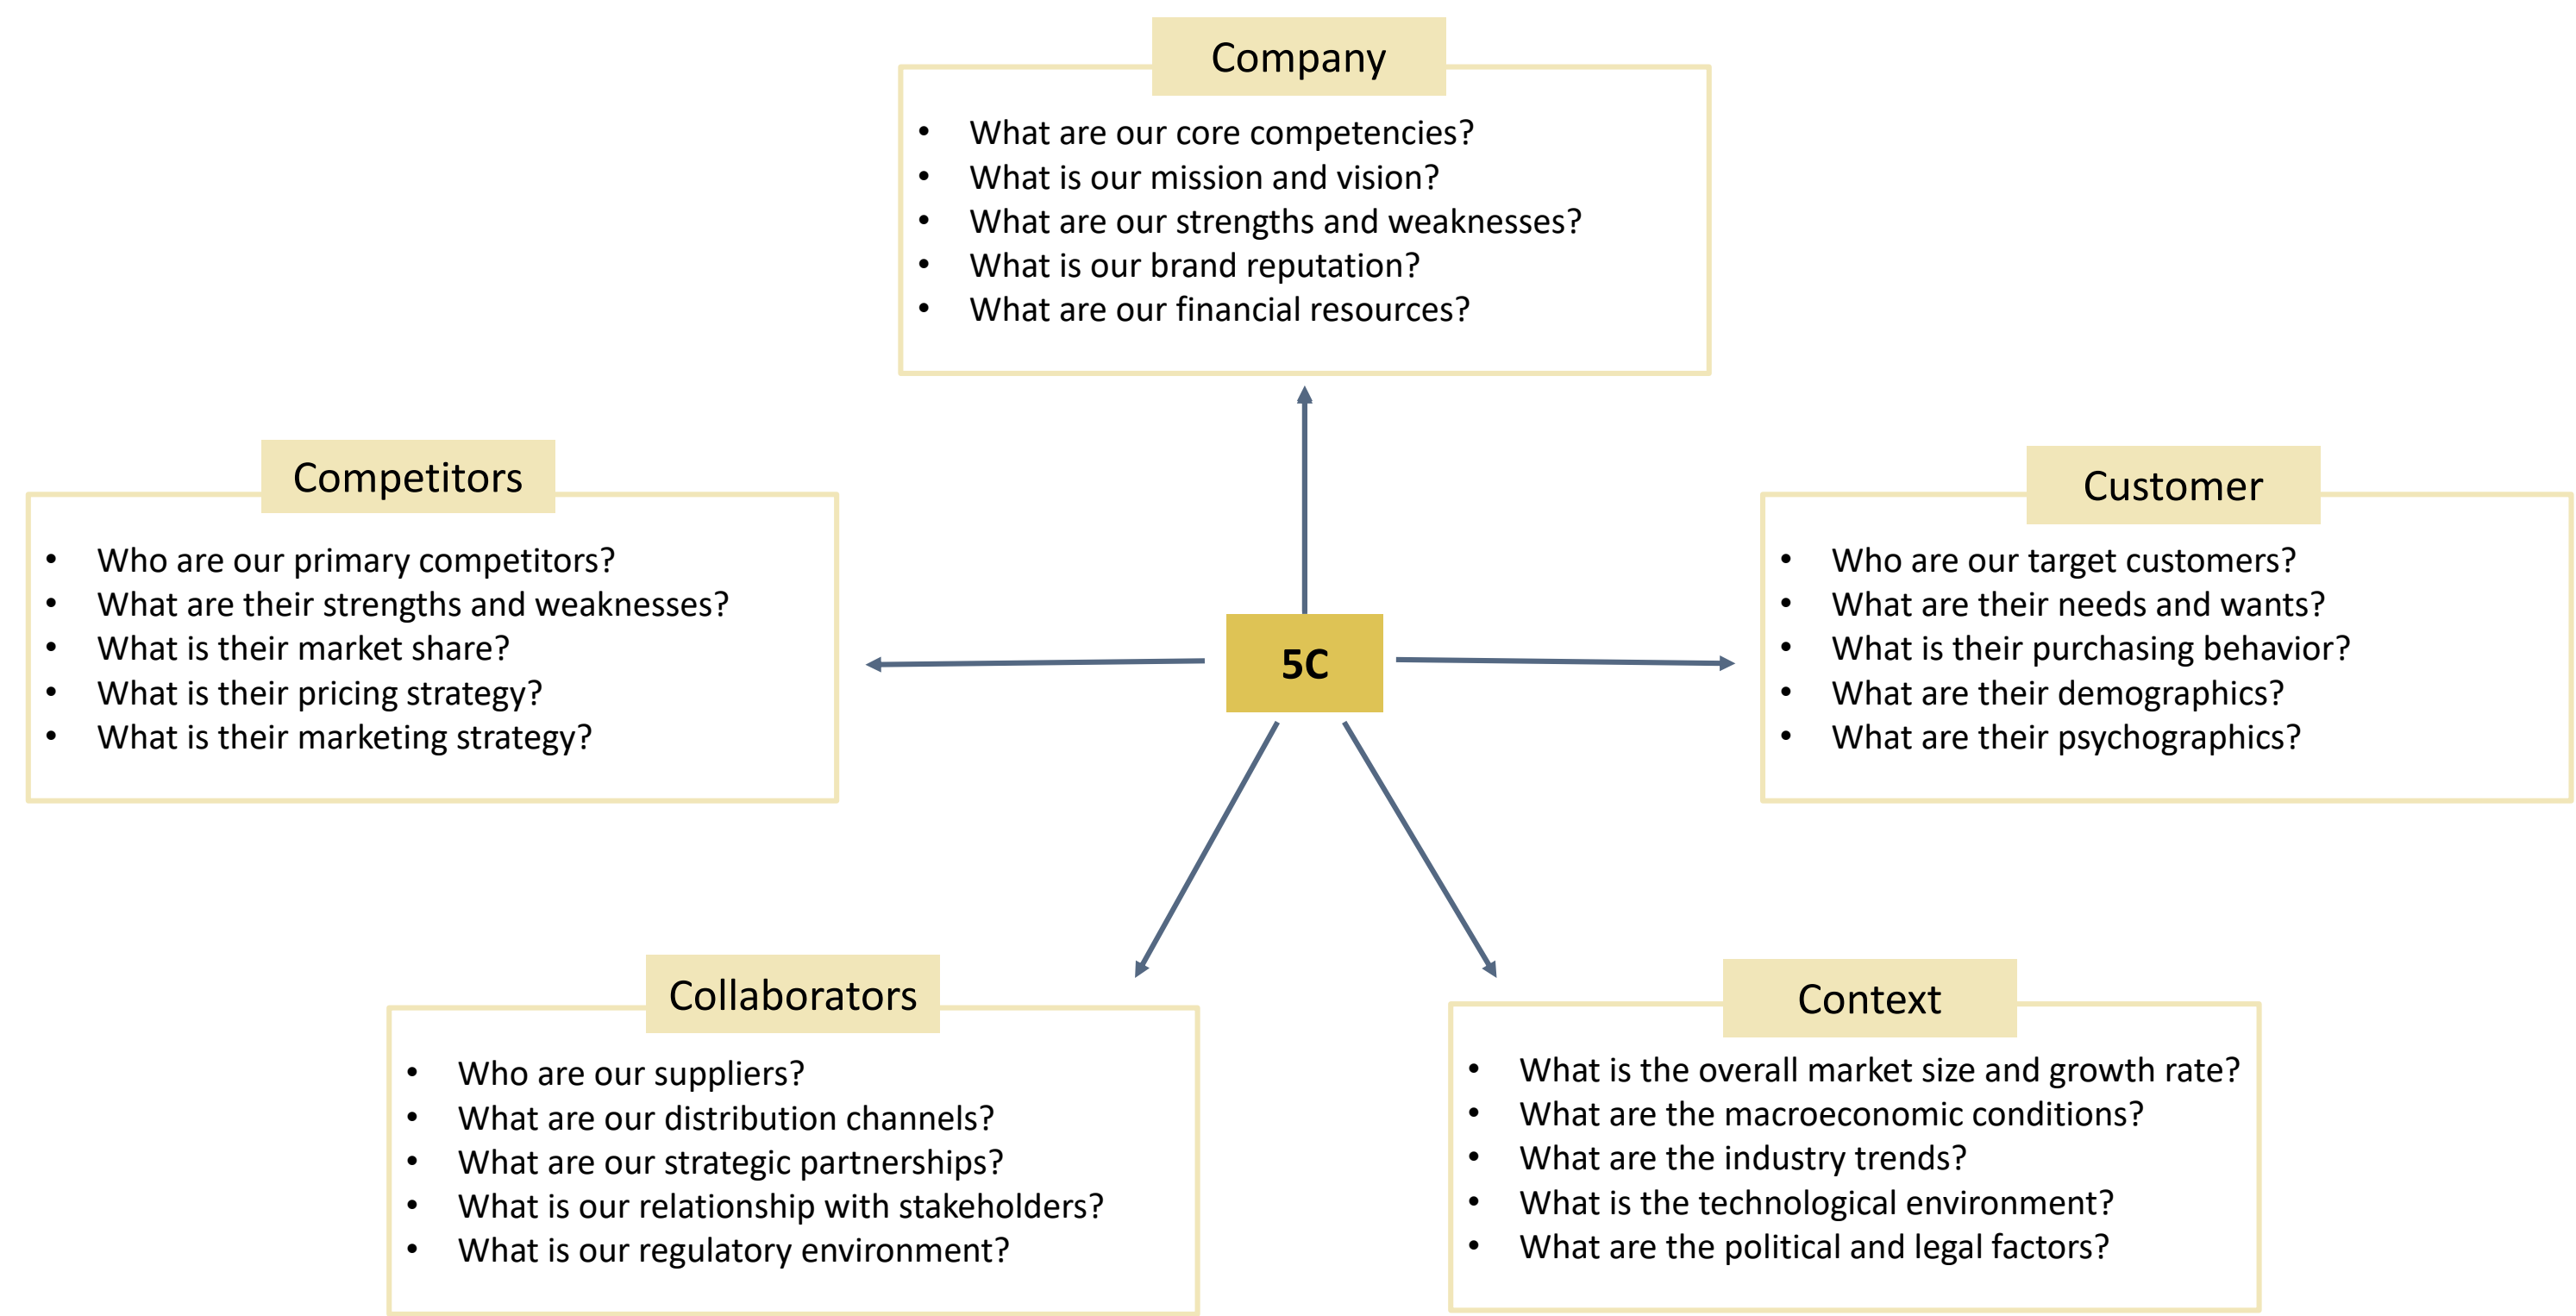 Company
• What are our core competencies?
• What is our mission and vision?
• What are our strengths and weaknesses?
• What is our brand reputation?
• What are our financial resources?
Competitors
• Who are our primary competitors?
• What are their strengths and weaknesses?
• What is their market share?
• What is their pricing strategy?
• What is their marketing strategy?
5C
Customer
• Who are our target customers?
• What are their needs and wants?
• What is their purchasing behavior?
• What are their demographics?
• What are their psychographics?
Collaborators
• Who are our suppliers?
• What are our distribution channels?
• What are our strategic partnerships?
• What is our relationship with stakeholders?
• What is our regulatory environment?
Context
• What is the overall market size and growth rate?
• What are the macroeconomic conditions?
• What are the industry trends?
• What is the technological environment?
• What are the political and legal factors?